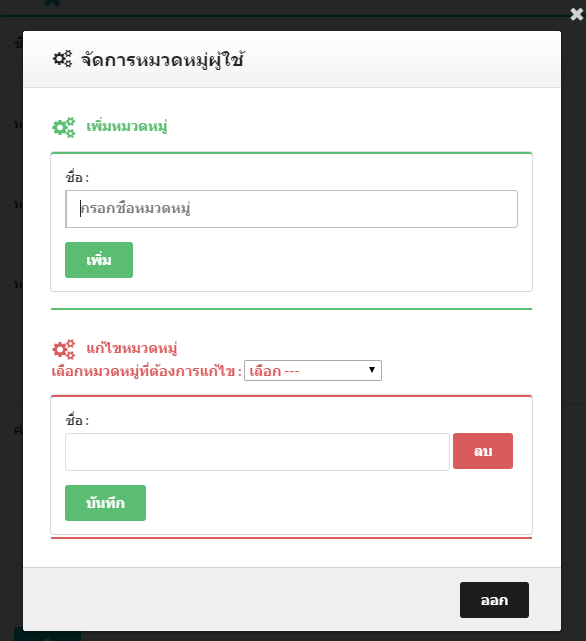 จัดการหมวดหมู่ผู้ใช้
เพิ่มหมวดหมู่
ชื่อ :
กรอกชื่อหมวดหมู่
เพิ่ม
แก้ไขหมวดหมู่
เลือกหมวดหมู่ที่ต้องการแก้ไข : เลือก ---
ชื่อ :
ลบ
บันทึก
ออก